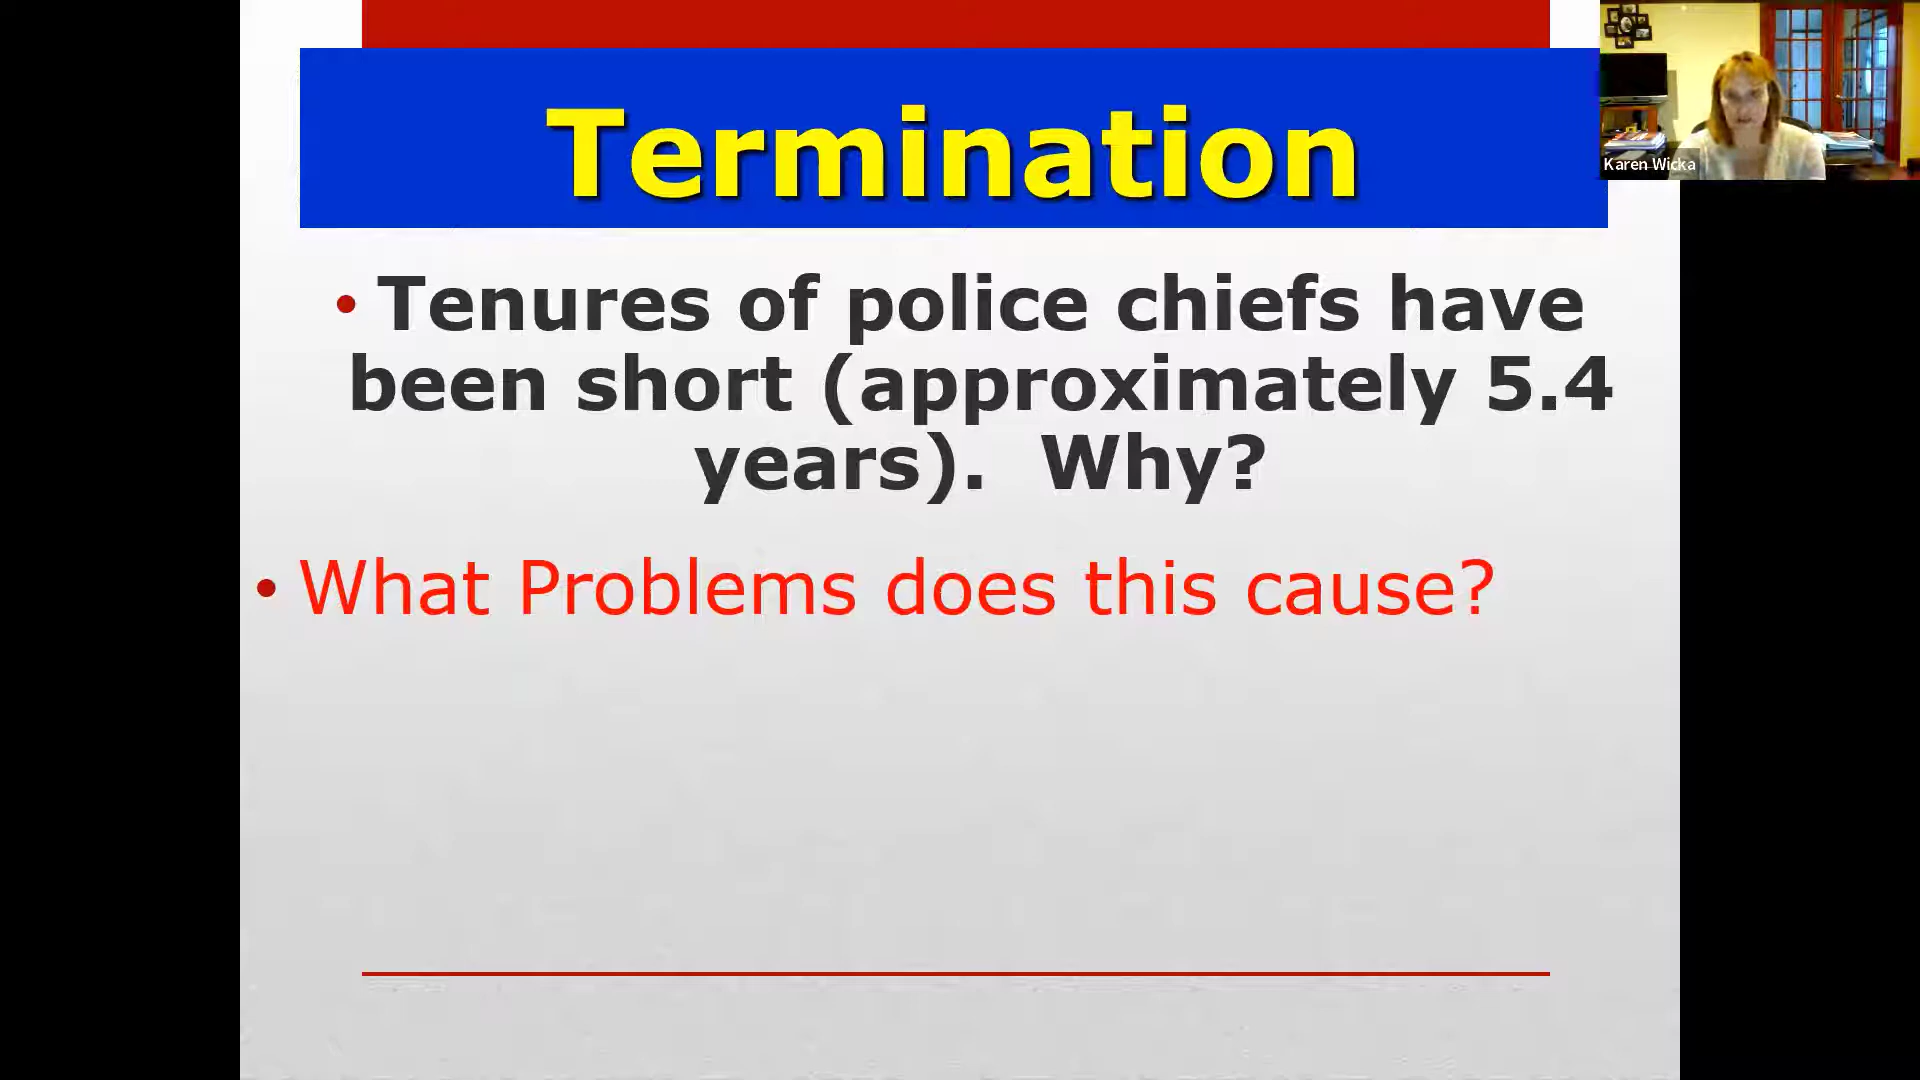 Termination
• Tenures of police chiefs have
been short (approximately 5.4
years).  Why?
• What Problems does this cause?
Karen Wicka